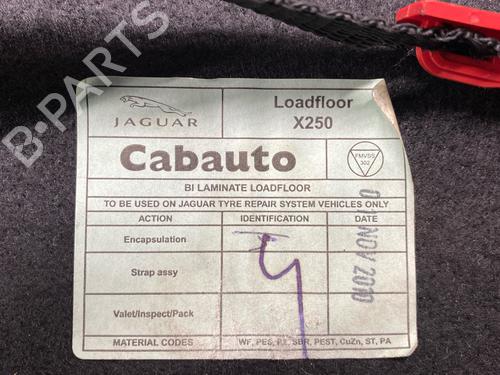 B-PARTS
JAGUAR
Loadfloor
X250
Cabauto
FMVSS
302
BI LAMINATE LOADFLOOR
TO BE USED ON JAGUAR TYRE REPAIR SYSTEM VEHICLES ONLY
ACTION IDENTIFICATION DATE
Encapsulation
Strap assy
Valet/Inspect/Pack
NOV 2010
MATERIAL CODES WF, PES, PP, SBR, PEST, CuZn, ST, PA